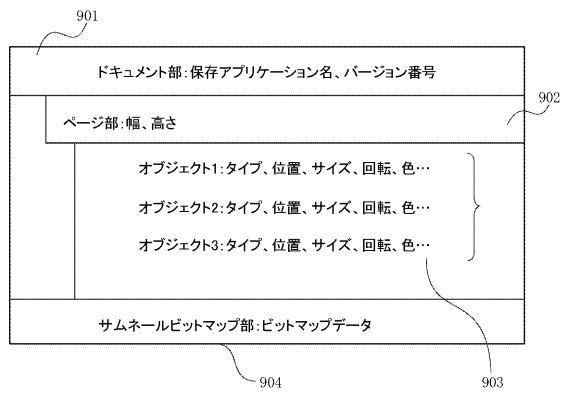 901
ドキュメント部:保存アプリケーション名、バージョン番号
902
ページ部:幅、高さ
オブジェクト1:タイプ、位置、サイズ、回転、色…
オブジェクト2:タイプ、位置、サイズ、回転、色…
オブジェクト3:タイプ、位置、サイズ、回転、色…
サムネールビットマップ部:ビットマップデータ
904
903